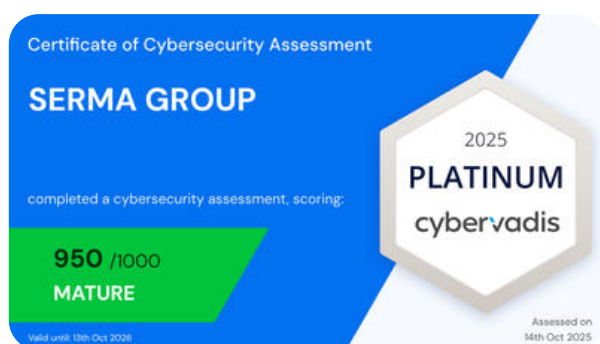 Certificate of Cybersecurity Assessment
SERMA GROUP
2025
PLATINUM
cybervadis
completed a cybersecurity assessment, scoring:
950 /1000
MATURE
Valid until: 13th Oct 2026
Assessed on
14th Oct 2025